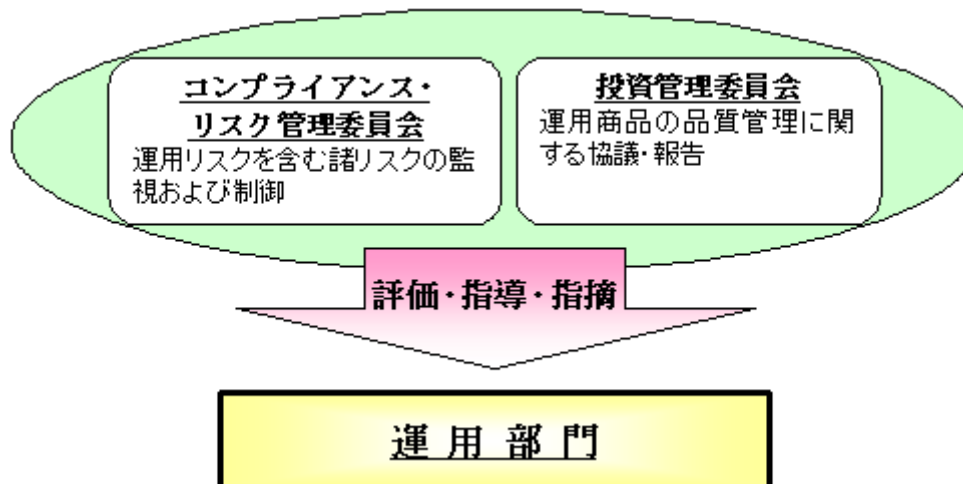 コンプライアンス・
リスク管理委員会
運用リスクを含む諸リスクの監
視および制御
投資管理委員会
運用商品の品質管理に関
する協議・報告
評価・指導・指摘
運用部門